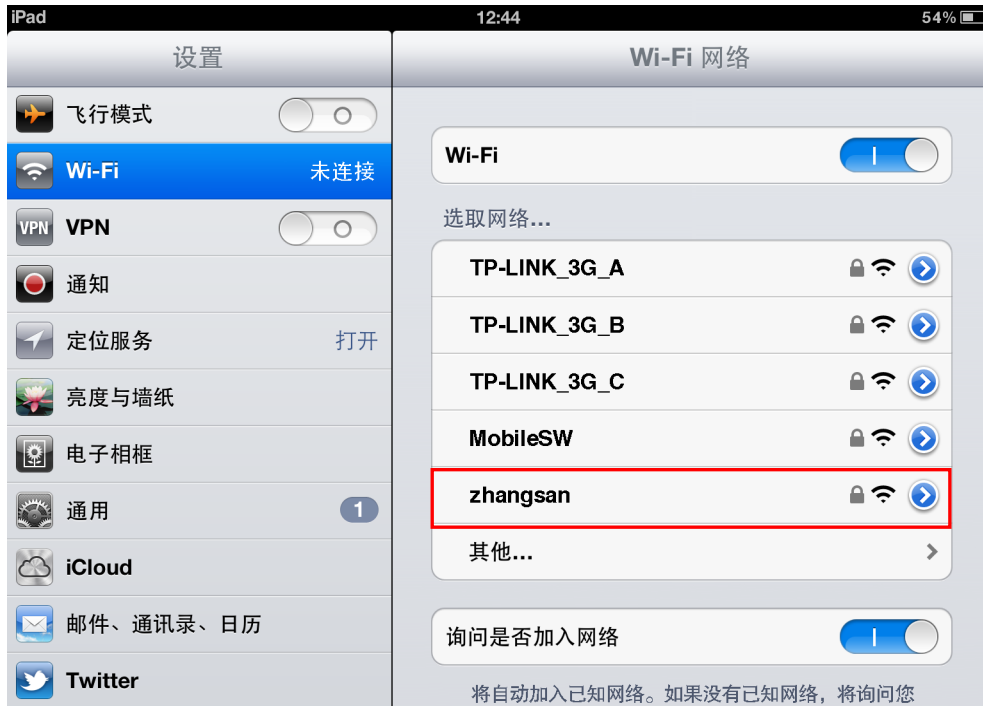 iPad 12:44 54%
设置
Wi-Fi 网络
飞行模式
Wi-Fi 未连接
VPN VPN
通知
定位服务 打开
亮度与墙纸
电子相框
通用 1
iCloud
邮件、通讯录、日历
Twitter
Wi-Fi
选取网络...
TP-LINK_3G_A
TP-LINK_3G_B
TP-LINK_3G_C
MobileSW
zhangsan
其他...
询问是否加入网络
将自动加入已知网络。如果没有已知网络，将询问您